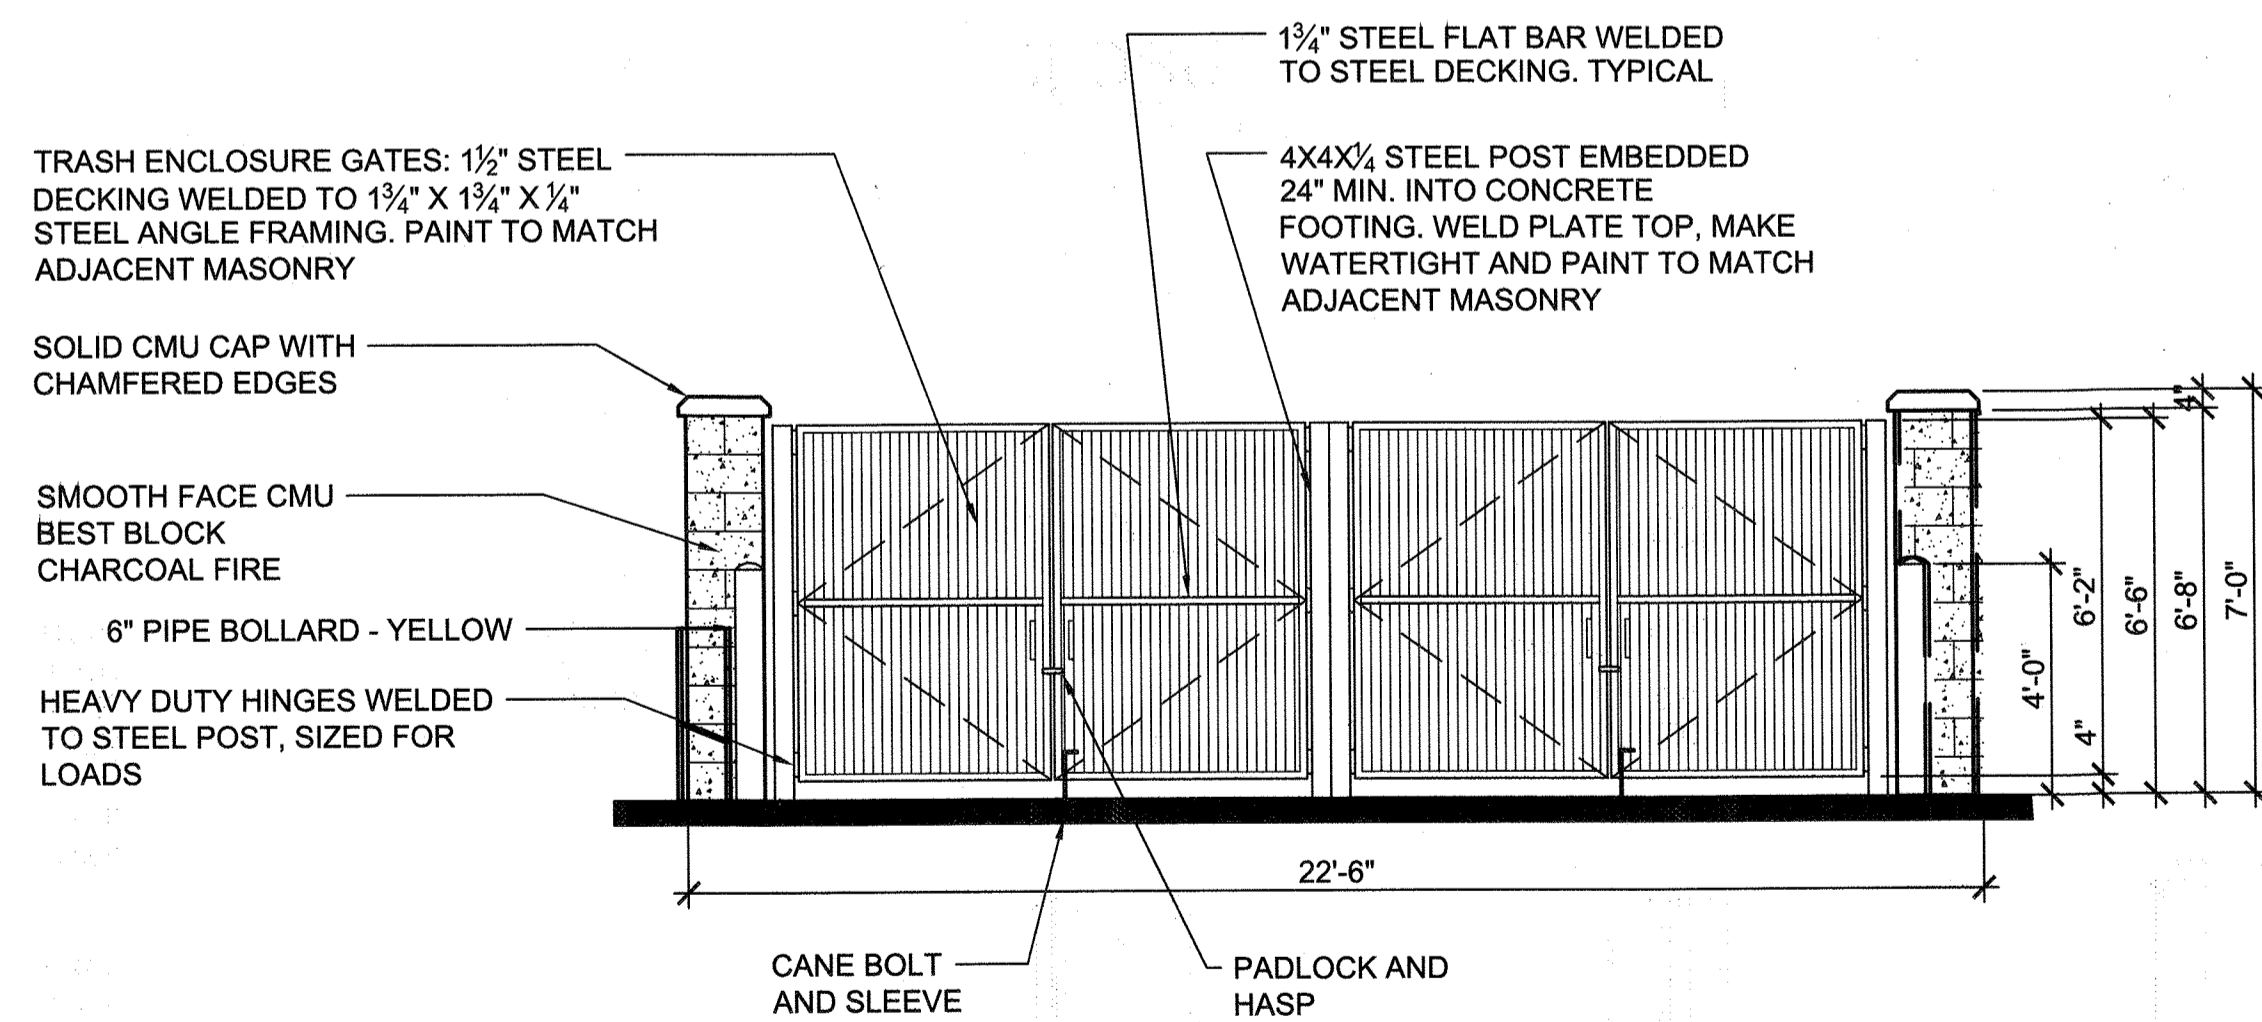 1¾" STEEL FLAT BAR WELDED
TO STEEL DECKING. TYPICAL
TRASH ENCLOSURE GATES: 1½" STEEL
DECKING WELDED TO 1¾" X 1¾" X ¼"
STEEL ANGLE FRAMING. PAINT TO MATCH
ADJACENT MASONRY
4X4X¼ STEEL POST EMBEDDED
24" MIN. INTO CONCRETE
FOOTING. WELD PLATE TOP, MAKE
WATERTIGHT AND PAINT TO MATCH
ADJACENT MASONRY
SOLID CMU CAP WITH
CHAMFERED EDGES
SMOOTH FACE CMU
BEST BLOCK
CHARCOAL FIRE
6" PIPE BOLLARD - YELLOW
HEAVY DUTY HINGES WELDED
TO STEEL POST, SIZED FOR
LOADS
4'-0"
4"
6'-2"
6'-6"
4"
6'-8"
7'-0"
22'-6"
CANE BOLT
AND SLEEVE
PADLOCK AND
HASP